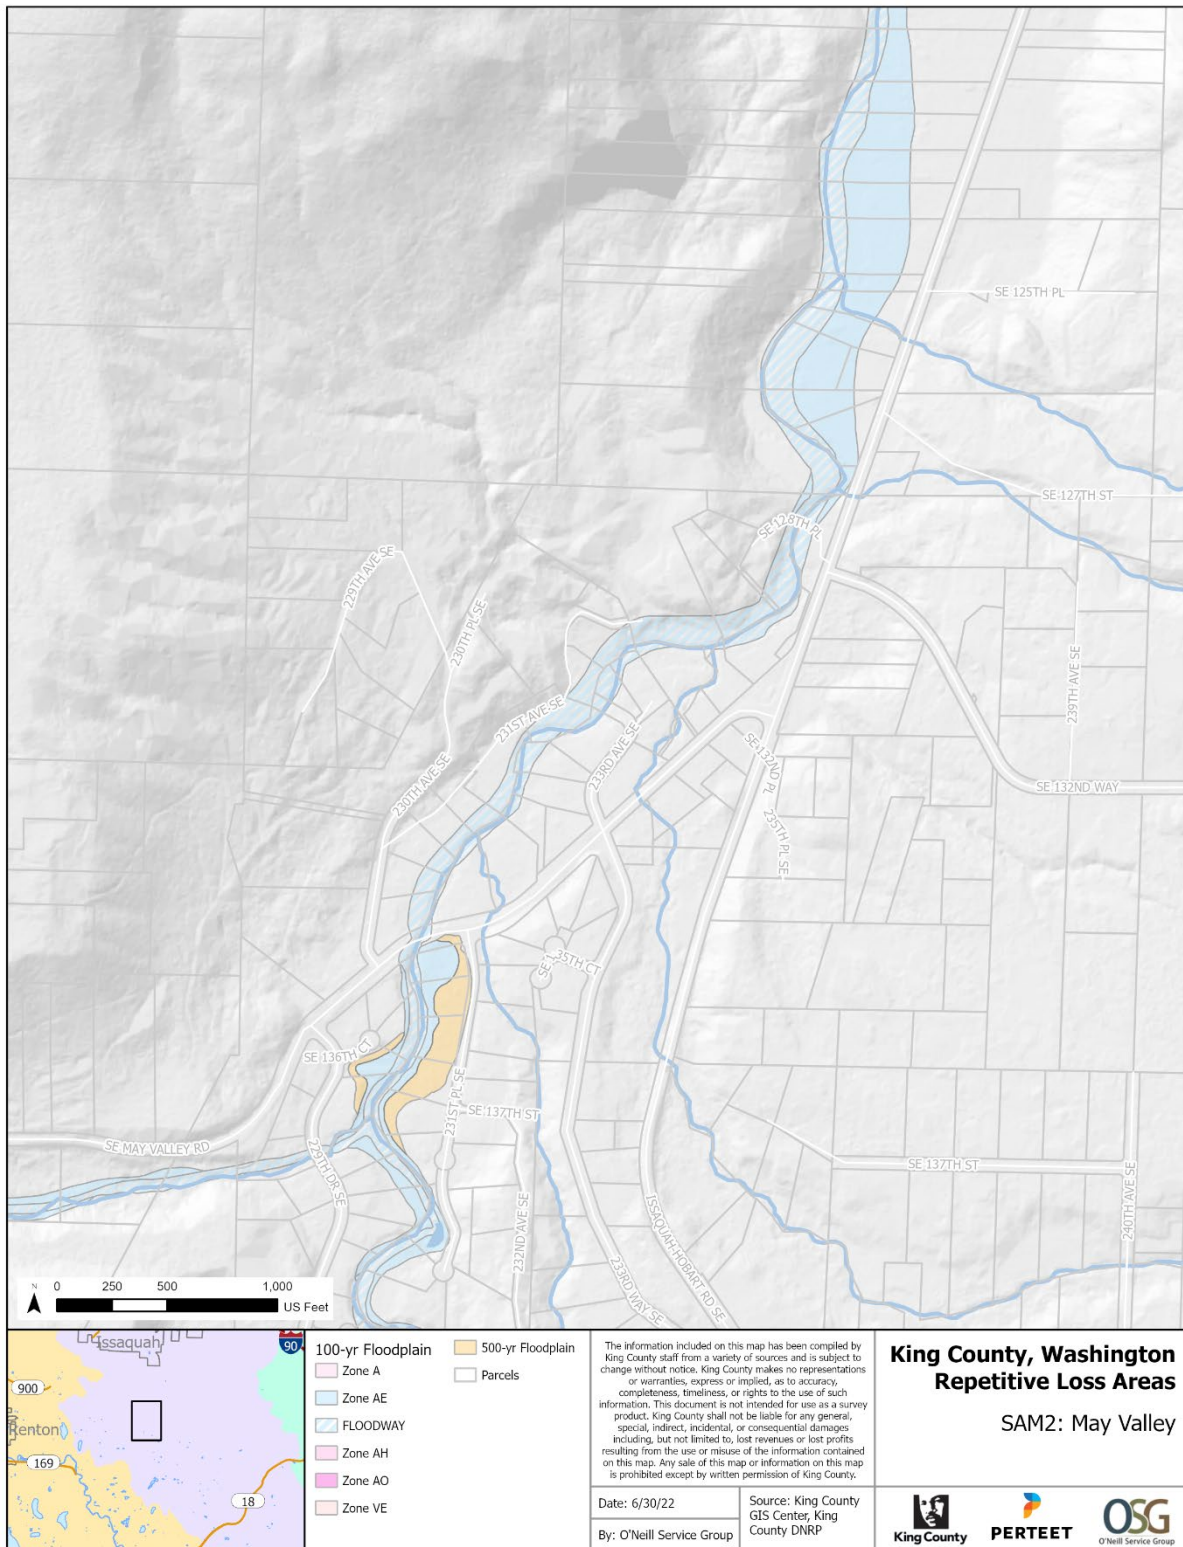 SE 125TH PL
SE 127TH ST
SE 128TH PL
229TH AVE SE
230TH PL SE
239TH AVE SE
231ST AVE SE
233RD AVE SE
SE 132ND PL
230TH AVE SE
SE 132ND WAY
235TH PL SE
SE 135TH CT
SE 136TH CT
231ST PL SE
SE 137TH ST
SE MAY VALLEY RD
229TH DR SE
SE 137TH ST
232ND AVE SE
ISSAQUAH-HOBART RD SE
240TH AVE SE
233RD WAY SE
N
0 250 500 1,000
US Feet
Issaquah
90
900
Renton
169
18
100-yr Floodplain
Zone A
Zone AE
FLOODWAY
Zone AH
Zone AO
Zone VE
500-yr Floodplain
Parcels
The information included on this map has been compiled by
King County staff from a variety of sources and is subject to
change without notice. King County makes no representations
or warranties, express or implied, as to accuracy,
completeness, timeliness, or rights to the use of such
information. This document is not intended for use as a survey
product. King County shall not be liable for any general,
special, indirect, incidental, or consequential damages
including, but not limited to, lost revenues or lost profits
resulting from the use or misuse of the information contained
on this map. Any sale of this map or information on this map
is prohibited except by written permission of King County.
Date: 6/30/22
By: O'Neill Service Group
Source: King County
GIS Center, King
County DNRP
King County, Washington
Repetitive Loss Areas
SAM2: May Valley
King County
PERTEET
OSG
O'Neill Service Group